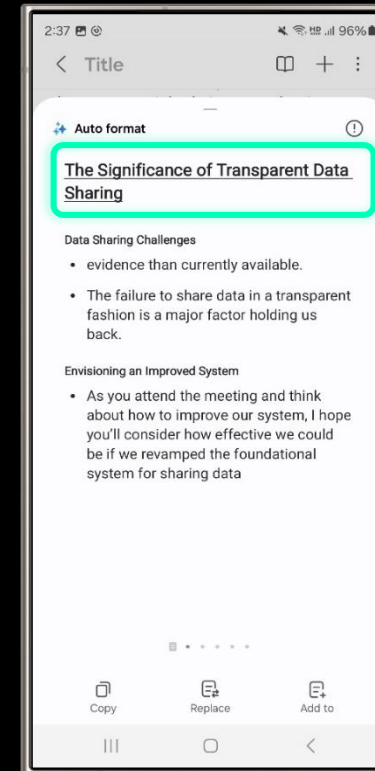 2:37 96%
Title
Auto format
The Significance of Transparent Data
Sharing
Data Sharing Challenges
• evidence than currently available.
• The failure to share data in a transparent
fashion is a major factor holding us
back.
Envisioning an Improved System
• As you attend the meeting and think
about how to improve our system, I hope
you'll consider how effective we could
be if we revamped the foundational
system for sharing data
Copy Replace Add to